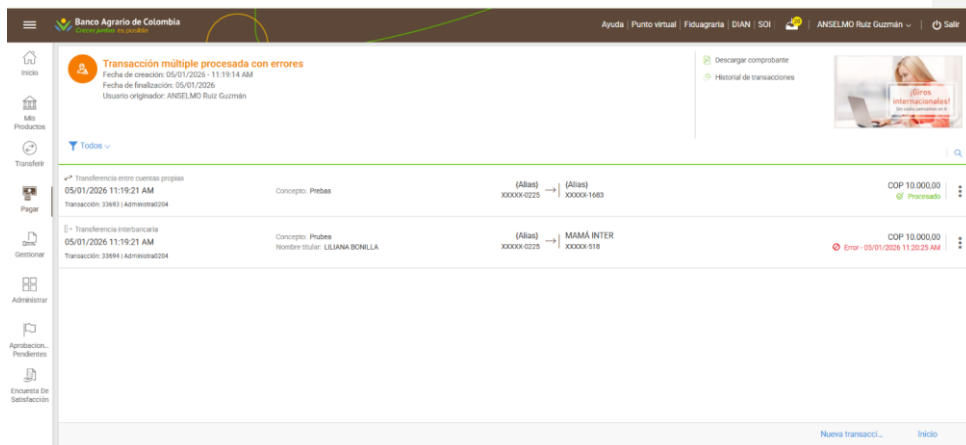 Banco Agrario de Colombia
Crecer juntos es posible
Ayuda | Punto virtual | Fiduagraria | DIAN | SOI
ANSELMO Ruiz Guzmán
Salir
Inicio
Mis
Productos
Transferir
Pagar
Gestionar
Administrar
Aprobacion...
Pendientes
Encuesta De
Satisfacción
Transacción múltiple procesada con errores
Fecha de creación: 05/01/2026 - 11:19:14 AM
Fecha de finalización: 05/01/2026
Usuario originador: ANSELMO Ruiz Guzmán
Descargar comprobante
Historial de transacciones
¡Giros
internacionales!
Todos
Transferencia entre cuentas propias
05/01/2026 11:19:21 AM
Transacción: 33693 | Administra0204
Concepto: Prebas
(Alias)
XXXXX-0225
(Alias)
XXXXX-1683
COP 10.000,00
Procesado
Transferencia interbancaria
05/01/2026 11:19:21 AM
Transacción: 33694 | Administra0204
Concepto: Prubea
Nombre titular: LILIANA BONILLA
(Alias)
XXXXX-0225
MAMÁ INTER
XXXXX-518
COP 10.000,00
Error - 05/01/2026 11:20:25 AM
Nueva transacci...
Inicio